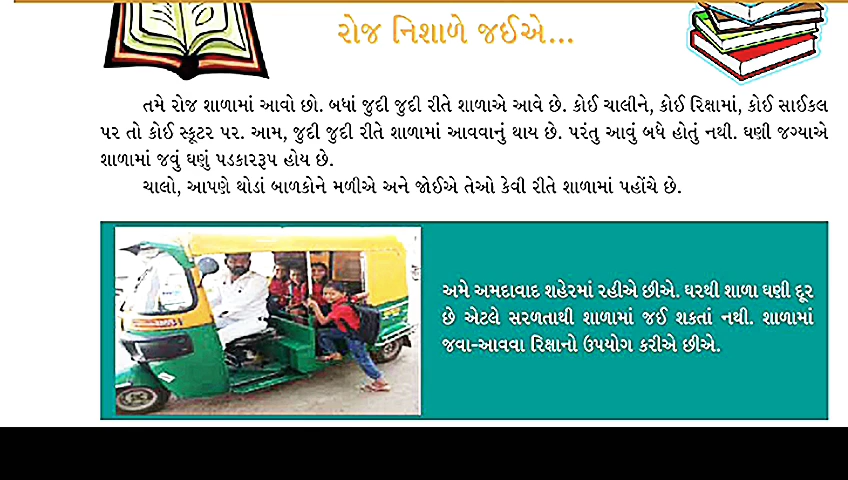 રોજ નિશાળે જઈએ...
તમે રોજ શાળામાં આવો છો. બધાં જુદી જુદી રીતે શાળાએ આવે છે. કોઈ ચાલીને, કોઈ રિક્ષામાં, કોઈ સાઈકલ
પર તો કોઈ સ્કૂટર પર. આમ, જુદી જુદી રીતે શાળામાં આવવાનું થાય છે. પરંતુ આવું બધે હોતું નથી. ઘણી જગ્યાએ
શાળામાં જવું ઘણું પડકારરૂપ હોય છે.
ચાલો, આપણે થોડાં બાળકોને મળીએ અને જોઈએ તેઓ કેવી રીતે શાળામાં પહોંચે છે.
અમે અમદાવાદ શહેરમાં રહીએ છીએ. ઘરથી શાળા ઘણી દૂર
છે એટલે સરળતાથી શાળામાં જઈ શકતાં નથી. શાળામાં
જવા-આવવા રિક્ષાનો ઉપયોગ કરીએ છીએ.